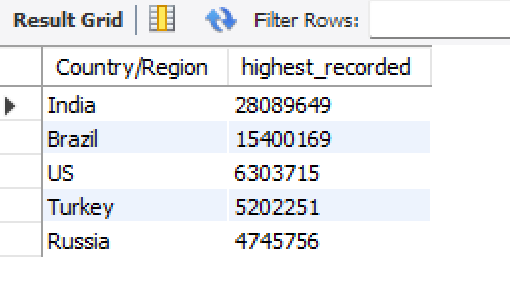 Result Grid Filter Rows:
Country/Region highest_recorded
India 28089649
Brazil 15400169
US 6303715
Turkey 5202251
Russia 4745756